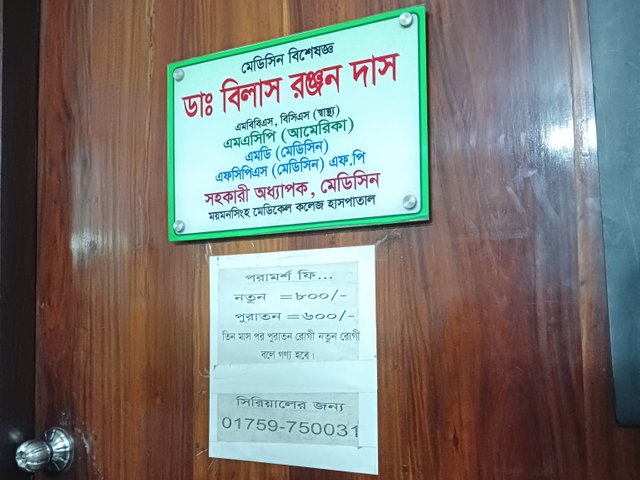 মেডিসিন বিশেষজ্ঞ
ডাঃ বিলাস রঞ্জন দাস
এমবিবিএস, বিসিএস (স্বাস্থ্য)
এমএসিপি (আমেরিকা)
এমডি (মেডিসিন)
এফসিপিএস (মেডিসিন) এফ.পি
সহকারী অধ্যাপক, মেডিসিন
ময়মনসিংহ মেডিকেল কলেজ হাসপাতাল
পরামর্শ ফি...
নতুন =৮০০/-
পুরাতন =৬০০/-
তিন মাস পর পুরাতন রোগী নতুন রোগী
বলে গণ্য হবে।
সিরিয়ালের জন্য
01759-750031